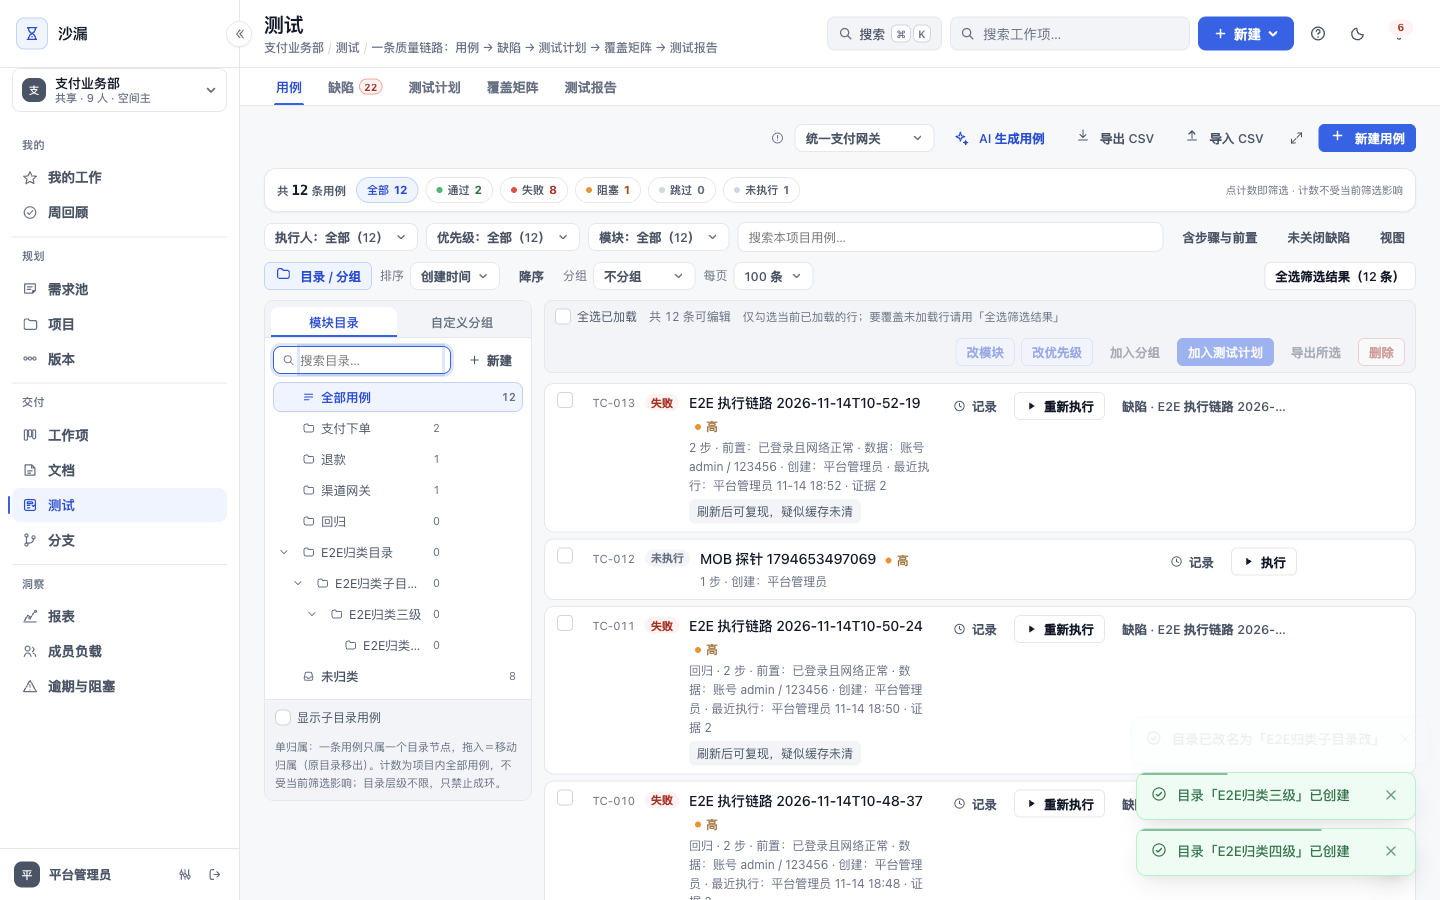 沙漏
测试
支付业务部 / 测试 / 一条质量链路：用例 → 缺陷 → 测试计划 → 覆盖矩阵 → 测试报告
搜索 ⌘ K
搜索工作项...
新建
6
支
支付业务部
共享 · 9 人 · 空间主
我的
我的工作
周回顾
规划
需求池
项目
版本
交付
工作项
文档
测试
分支
洞察
报表
成员负载
逾期与阻塞
平
平台管理员
用例
缺陷 22
测试计划
覆盖矩阵
测试报告
统一支付网关
AI 生成用例
导出 CSV
导入 CSV
新建用例
共 12 条用例
全部 12
通过 2
失败 8
阻塞 1
跳过 0
未执行 1
点计数即筛选 · 计数不受当前筛选影响
执行人：全部（12）
优先级：全部（12）
模块：全部（12）
搜索本项目用例...
含步骤与前置
未关闭缺陷
视图
目录 / 分组
排序
创建时间
降序
分组
不分组
每页
100 条
全选筛选结果（12 条）
模块目录
自定义分组
搜索目录...
新建
全部用例 12
支付下单 2
退款 1
渠道网关 1
回归 0
E2E归类目录 0
E2E归类子目... 0
E2E归类三级 0
E2E归类... 0
未归类 8
显示子目录用例
单归属：一条用例只属一个目录节点，拖入＝移动
归属（原目录移出）。计数为项目内全部用例，不
受当前筛选影响；目录层级不限，只禁止成环。
全选已加载
共 12 条可编辑
仅勾选当前已加载的行；要覆盖未加载行请用「全选筛选结果」
改模块
改优先级
加入分组
加入测试计划
导出所选
删除
TC-013 失败 E2E 执行链路 2026-11-14T10-52-19
高
2 步 · 前置：已登录且网络正常 · 数据：账号
admin / 123456 · 创建：平台管理员 · 最近执
行：平台管理员 11-14 18:52 · 证据 2
刷新后可复现，疑似缓存未清
记录
重新执行
缺陷 · E2E 执行链路 2026-...
TC-012 未执行 MOB 探针 1794653497069 高
1 步 · 创建：平台管理员
记录
执行
TC-011 失败 E2E 执行链路 2026-11-14T10-50-24
高
回归 · 2 步 · 前置：已登录且网络正常 · 数
据：账号 admin / 123456 · 创建：平台管理
员 · 最近执行：平台管理员 11-14 18:50 · 证
据 2
刷新后可复现，疑似缓存未清
记录
重新执行
缺陷 · E2E 执行链路 2026-...
TC-010 失败 E2E 执行链路 2026-11-14T10-48-37
高
回归 · 2 步 · 前置：已登录且网络正常 · 数
据：账号 admin / 123456 · 创建：平台管理
员 · 最近执行：平台管理员 11-14 18:48 · 证
记录
重新执行
目录已改名为「E2E归类子目录改」
目录「E2E归类三级」已创建
目录「E2E归类四级」已创建